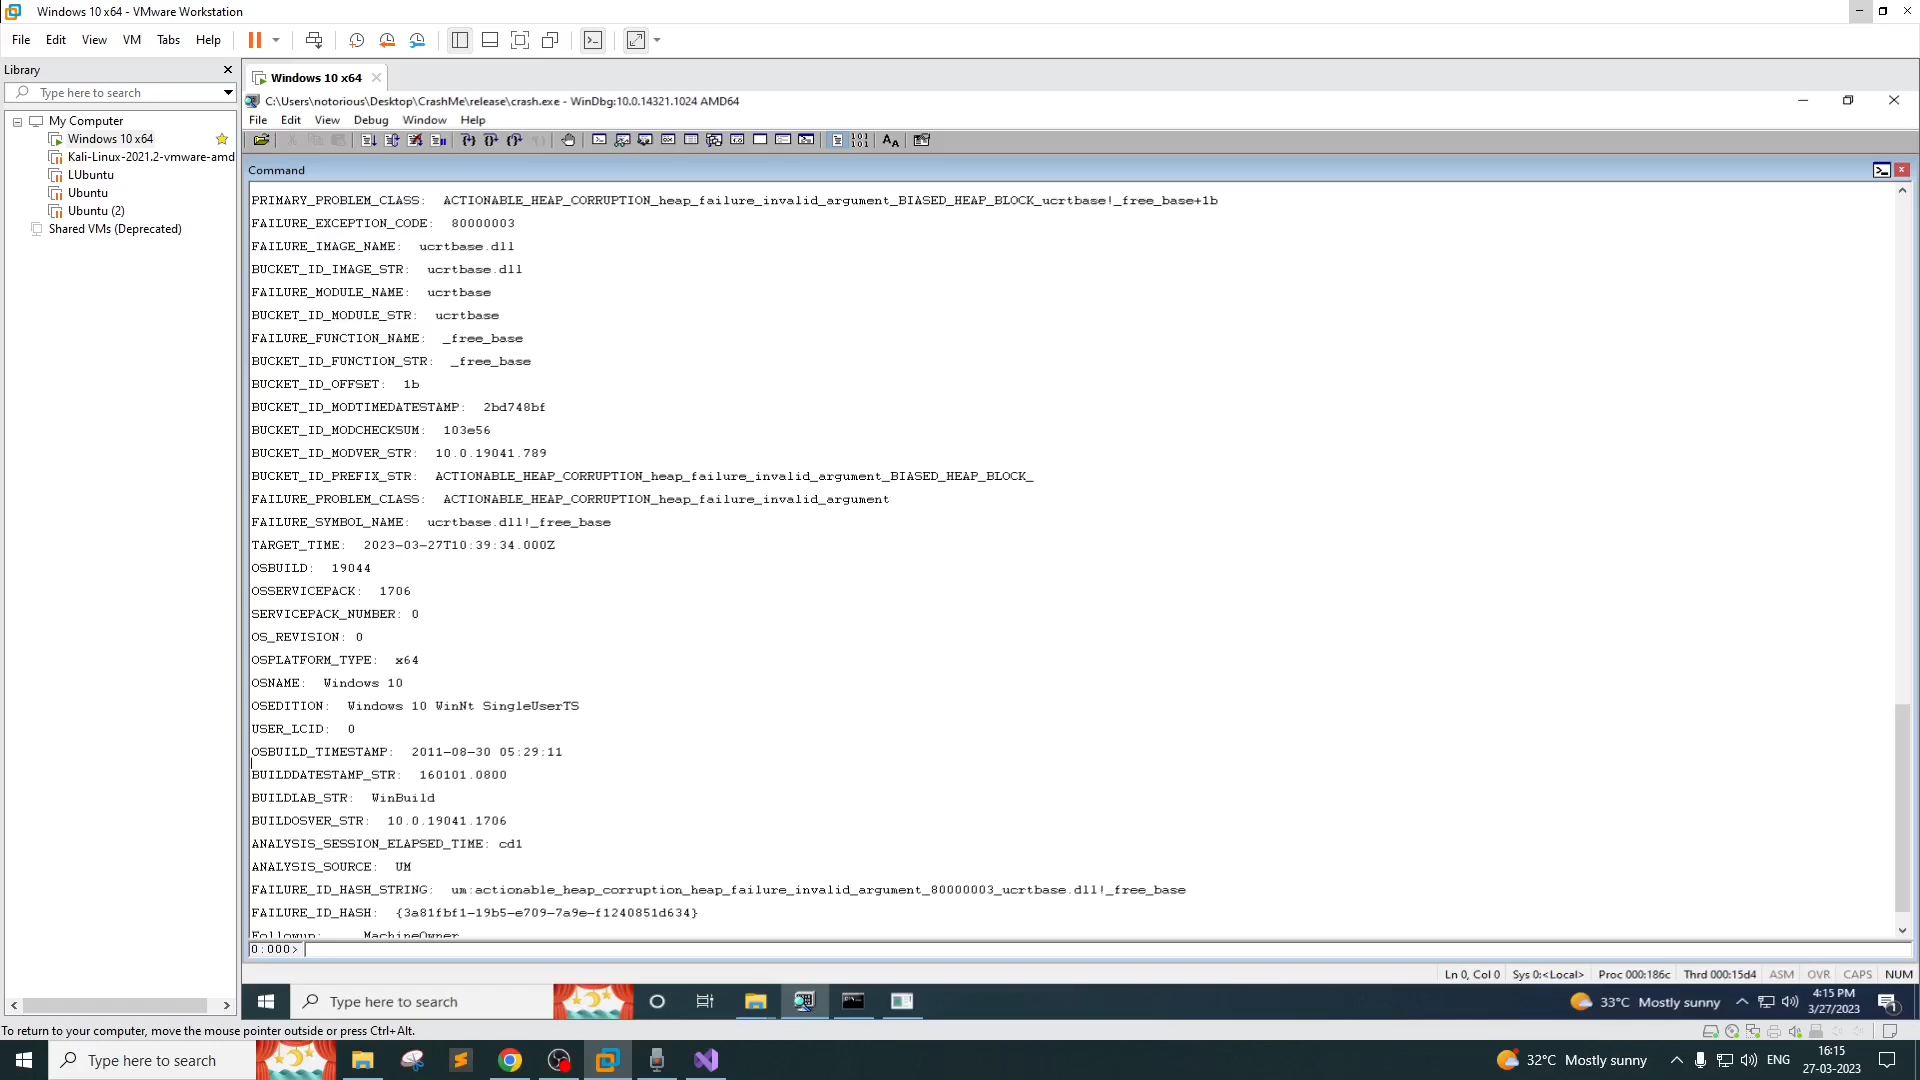 Windows 10 x64 - VMware Workstation
File Edit View VM Tabs Help
Library
Type here to search
My Computer
Windows 10 x64
Kali-Linux-2021.2-vmware-amd
LUbuntu
Ubuntu
Ubuntu (2)
Shared VMs (Deprecated)
Windows 10 x64
C:\Users\notorious\Desktop\CrashMe\release\crash.exe - WinDbg:10.0.14321.1024 AMD64
File Edit View Debug Window Help
Command
PRIMARY_PROBLEM_CLASS: ACTIONABLE_HEAP_CORRUPTION_heap_failure_invalid_argument_BIASED_HEAP_BLOCK_ucrtbase!_free_base+1b
FAILURE_EXCEPTION_CODE: 80000003
FAILURE_IMAGE_NAME: ucrtbase.dll
BUCKET_ID_IMAGE_STR: ucrtbase.dll
FAILURE_MODULE_NAME: ucrtbase
BUCKET_ID_MODULE_STR: ucrtbase
FAILURE_FUNCTION_NAME: _free_base
BUCKET_ID_FUNCTION_STR: _free_base
BUCKET_ID_OFFSET: 1b
BUCKET_ID_MODTIMEDATESTAMP: 2bd748bf
BUCKET_ID_MODCHECKSUM: 103e56
BUCKET_ID_MODVER_STR: 10.0.19041.789
BUCKET_ID_PREFIX_STR: ACTIONABLE_HEAP_CORRUPTION_heap_failure_invalid_argument_BIASED_HEAP_BLOCK_
FAILURE_PROBLEM_CLASS: ACTIONABLE_HEAP_CORRUPTION_heap_failure_invalid_argument
FAILURE_SYMBOL_NAME: ucrtbase.dll!_free_base
TARGET_TIME: 2023-03-27T10:39:34.000Z
OSBUILD: 19044
OSSERVICEPACK: 1706
SERVICEPACK_NUMBER: 0
OS_REVISION: 0
OSPLATFORM_TYPE: x64
OSNAME: Windows 10
OSEDITION: Windows 10 WinNt SingleUserTS
USER_LCID: 0
OSBUILD_TIMESTAMP: 2011-08-30 05:29:11
BUILDDATESTAMP_STR: 160101.0800
BUILDLAB_STR: WinBuild
BUILDOSVER_STR: 10.0.19041.1706
ANALYSIS_SESSION_ELAPSED_TIME: cd1
ANALYSIS_SOURCE: UM
FAILURE_ID_HASH_STRING: um:actionable_heap_corruption_heap_failure_invalid_argument_80000003_ucrtbase.dll!_free_base
FAILURE_ID_HASH: {3a81fbf1-19b5-e709-7a9e-f1240851d634}
Followup: MachineOwner
0:000>
Ln 0, Col 0 Sys 0:<Local> Proc 000:186c Thrd 000:15d4 ASM OVR CAPS NUM
Type here to search
33°C Mostly sunny
4:15 PM
3/27/2023
1
To return to your computer, move the mouse pointer outside or press Ctrl+Alt.
Type here to search
32°C Mostly sunny
ENG
16:15
27-03-2023